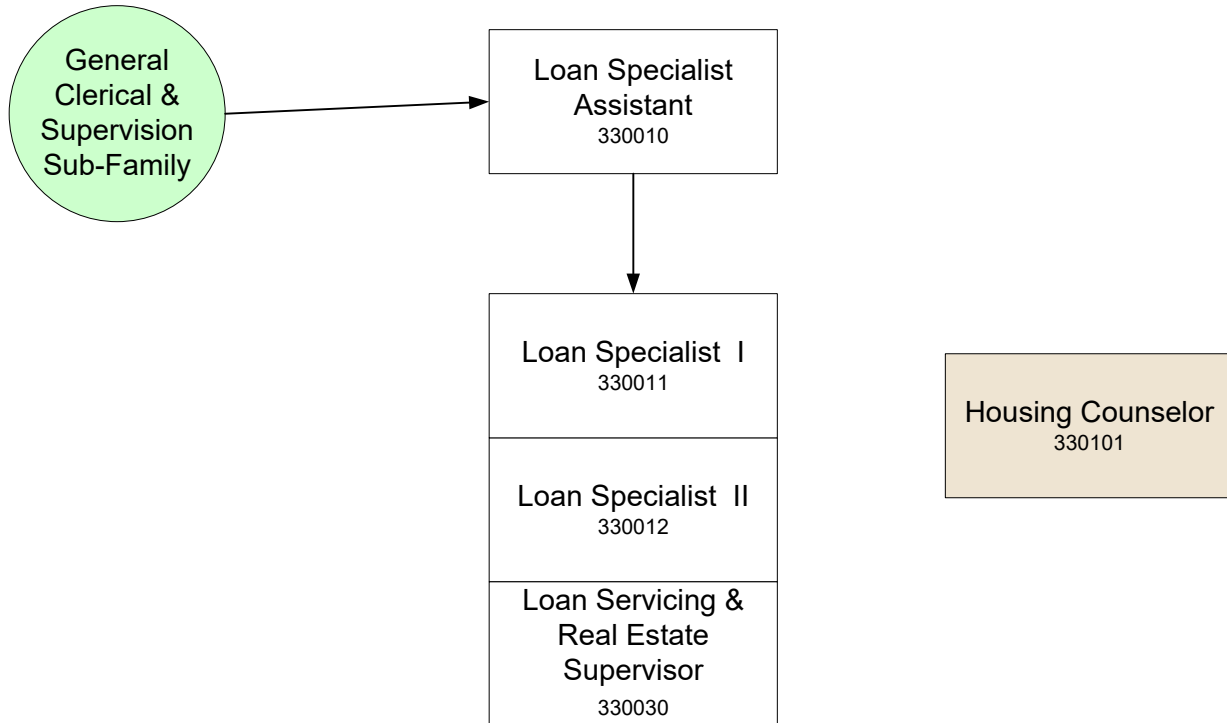 General
Clerical &
Supervision
Sub-Family
Loan Specialist
Assistant
330010
Loan Specialist I
330011
Loan Specialist II
330012
Loan Servicing &
Real Estate
Supervisor
330030
Housing Counselor
330101